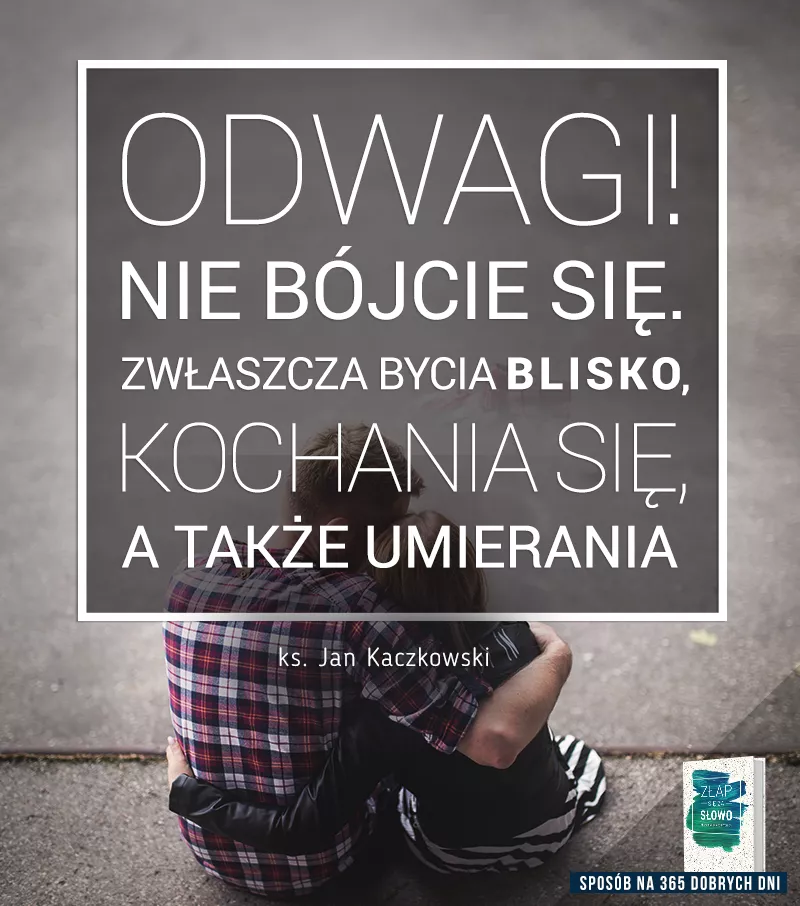 ODWAGI!
NIE BÓJCIE SIĘ.
ZWŁASZCZA BYCIA BLISKO,
KOCHANIA SIĘ,
A TAKŻE UMIERANIA
ks. Jan Kaczkowski
ZŁAP
SŁOWO
SPOSÓB NA 365 DOBRYCH DNI